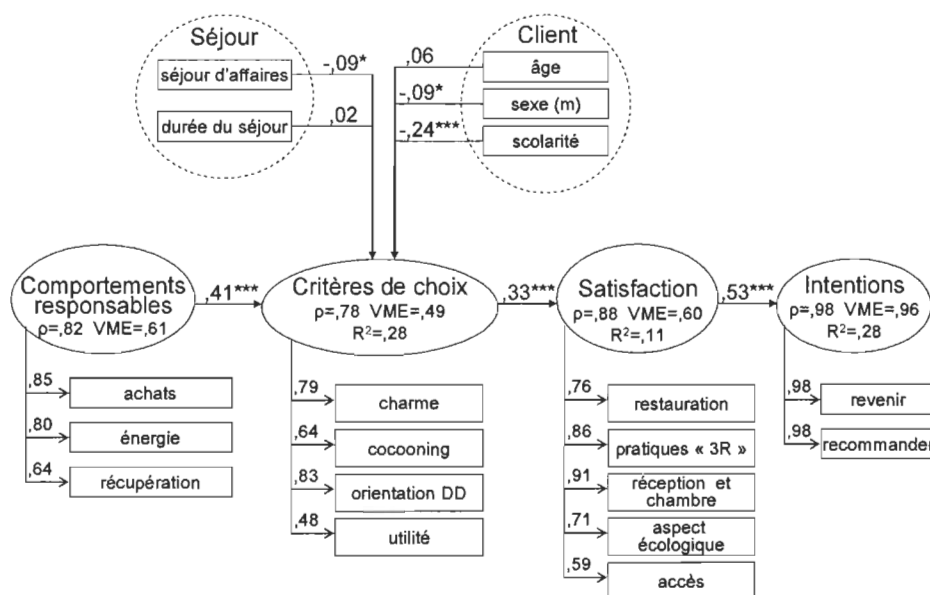 Séjour
séjour d'affaires
-,09*
durée du séjour
,02
Client
,06
âge
-,09*
sexe (m)
-,24***
scolarité
Comportements
responsables
ρ=,82 VME=,61
,41***
Critères de choix
ρ=,78 VME=,49
R²=,28
,33***
Satisfaction
ρ=,88 VME=,60
R²=,11
,53***
Intentions
ρ=,98 VME=,96
R²=,28
,85
achats
,80
énergie
,64
récupération
,79
charme
,64
cocooning
,83
orientation DD
,48
utilité
,76
restauration
,86
pratiques « 3R »
,91
réception et
chambre
,71
aspect
écologique
,59
accès
,98
revenir
,98
recommander